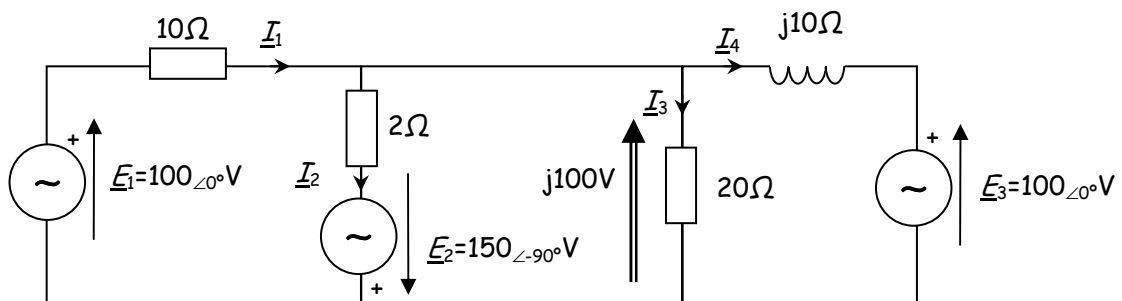 10Ω
I₁
I₄
j10Ω
2Ω
I₃
+
E₁=100∠0°V
~
I₂
~
E₂=150∠-90°V
+
j100V
20Ω
+
~
E₃=100∠0°V